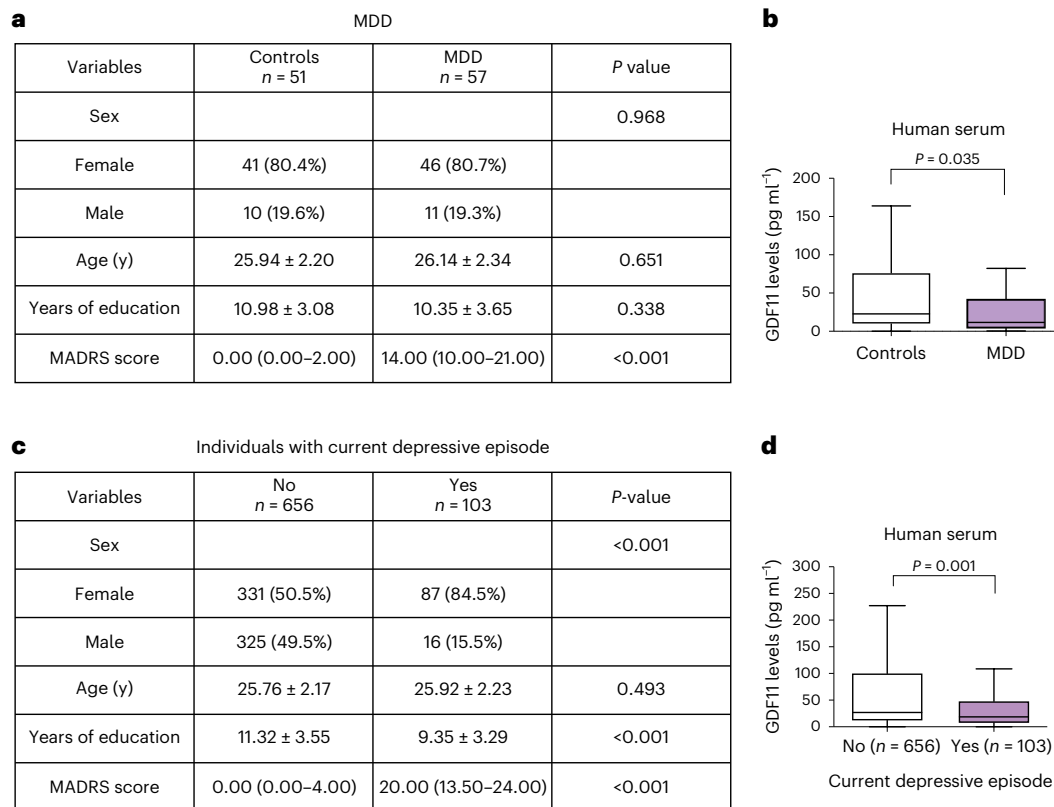 a
MDD
Variables
Controls
n = 51
MDD
n = 57
P value
Sex
0.968
Female
41 (80.4%)
46 (80.7%)
Male
10 (19.6%)
11 (19.3%)
Age (y)
25.94 ± 2.20
26.14 ± 2.34
0.651
Years of education
10.98 ± 3.08
10.35 ± 3.65
0.338
MADRS score
0.00 (0.00–2.00)
14.00 (10.00–21.00)
<0.001
b
Human serum
P = 0.035
GDF11 levels (pg ml⁻¹)
200
150
100
50
0
Controls
MDD
c
Individuals with current depressive episode
Variables
No
n = 656
Yes
n = 103
P-value
Sex
<0.001
Female
331 (50.5%)
87 (84.5%)
Male
325 (49.5%)
16 (15.5%)
Age (y)
25.76 ± 2.17
25.92 ± 2.23
0.493
Years of education
11.32 ± 3.55
9.35 ± 3.29
<0.001
MADRS score
0.00 (0.00–4.00)
20.00 (13.50–24.00)
<0.001
d
Human serum
P = 0.001
GDF11 levels (pg ml⁻¹)
300
250
200
150
100
50
0
No (n = 656)
Yes (n = 103)
Current depressive episode